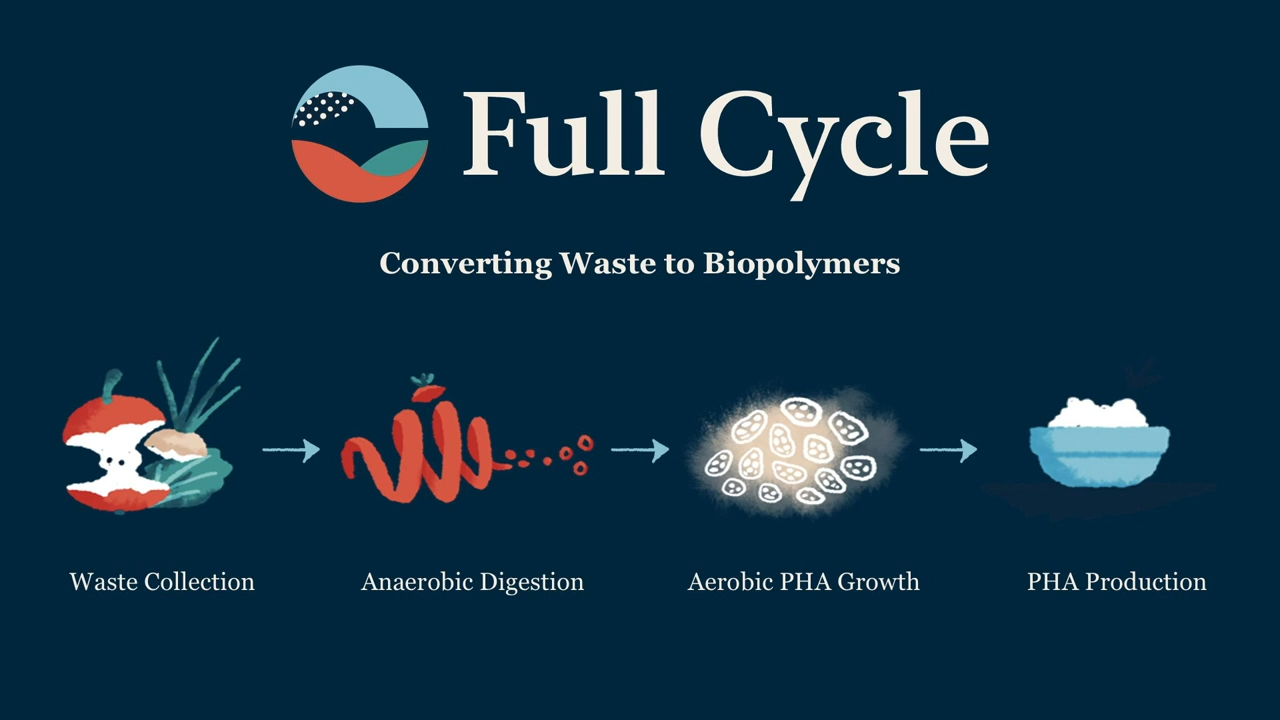 Full Cycle
Converting Waste to Biopolymers
Waste Collection
Anaerobic Digestion
Aerobic PHA Growth
PHA Production